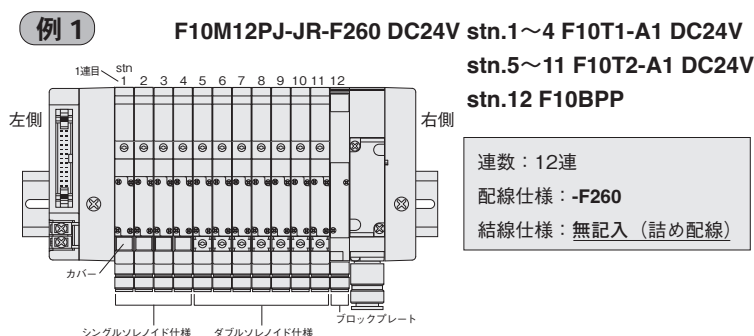 例 1
F10M12PJ-JR-F260 DC24V stn.1〜4 F10T1-A1 DC24V
stn.5〜11 F10T2-A1 DC24V
stn.12 F10BPP
1連目 stn
1 2 3 4 5 6 7 8 9 10 11 12
左側
右側
連数：12連
配線仕様：-F260
結線仕様：無記入（詰め配線）
カバー
ブロックプレート
シングルソレノイド仕様 ダブルソレノイド仕様